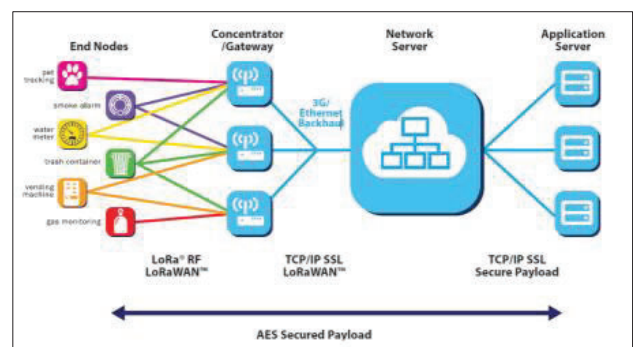 End Nodes
Concentrator
/Gateway
Network
Server
Application
Server
pet
tracking
smoke alarm
water
meter
trash container
vending
machine
gas monitoring
3G/
Ethernet
Backhaul
LoRa® RF
LoRaWAN™
TCP/IP SSL
LoRaWAN™
TCP/IP SSL
Secure Payload
AES Secured Payload